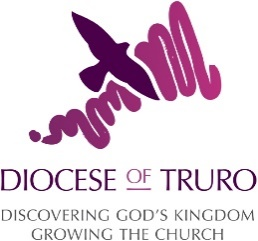 DIOCESE OF TRURO
DISCOVERING GOD'S KINGDOM
GROWING THE CHURCH